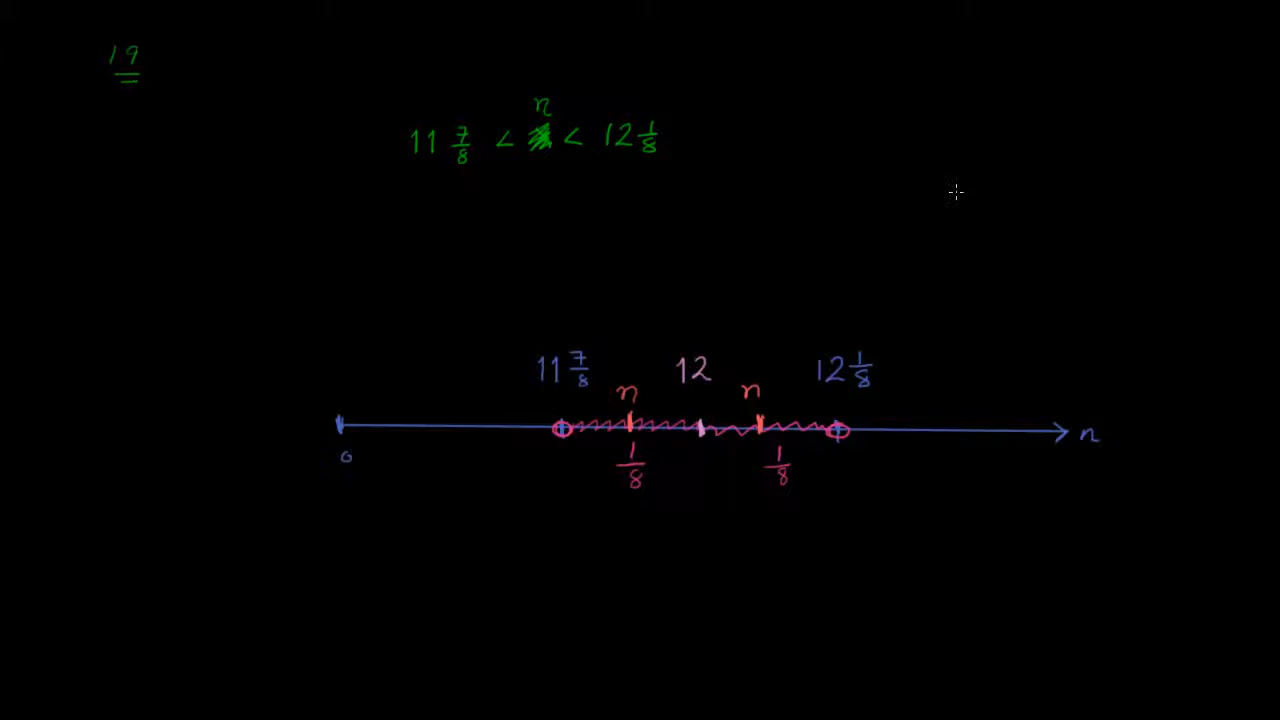 19
n
11 7/8 < < 12 1/8
11 7/8 12 12 1/8
n n
n
0
1/8 1/8